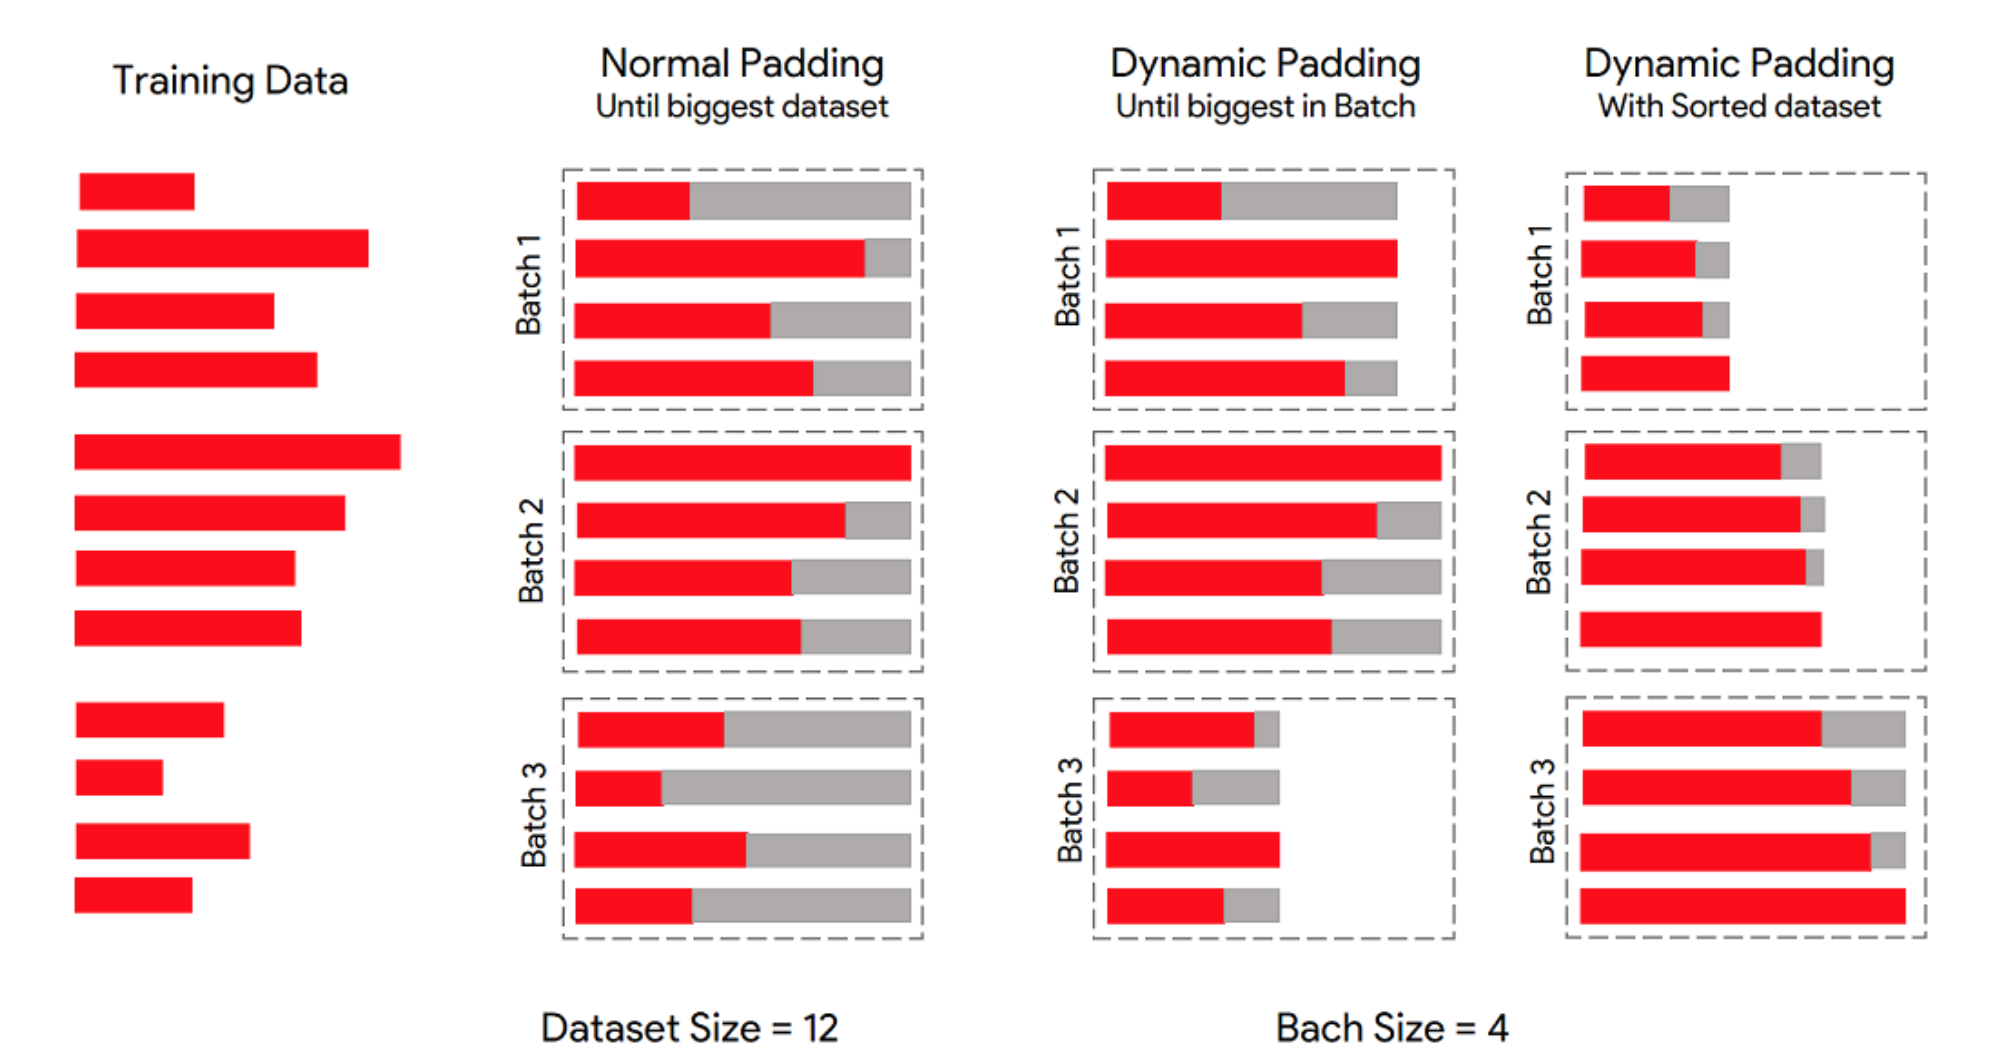 Training Data
Normal Padding
Until biggest dataset
Dynamic Padding
Until biggest in Batch
Dynamic Padding
With Sorted dataset
Batch 1
Batch 1
Batch 1
Batch 2
Batch 2
Batch 2
Batch 3
Batch 3
Batch 3
Dataset Size = 12
Bach Size = 4